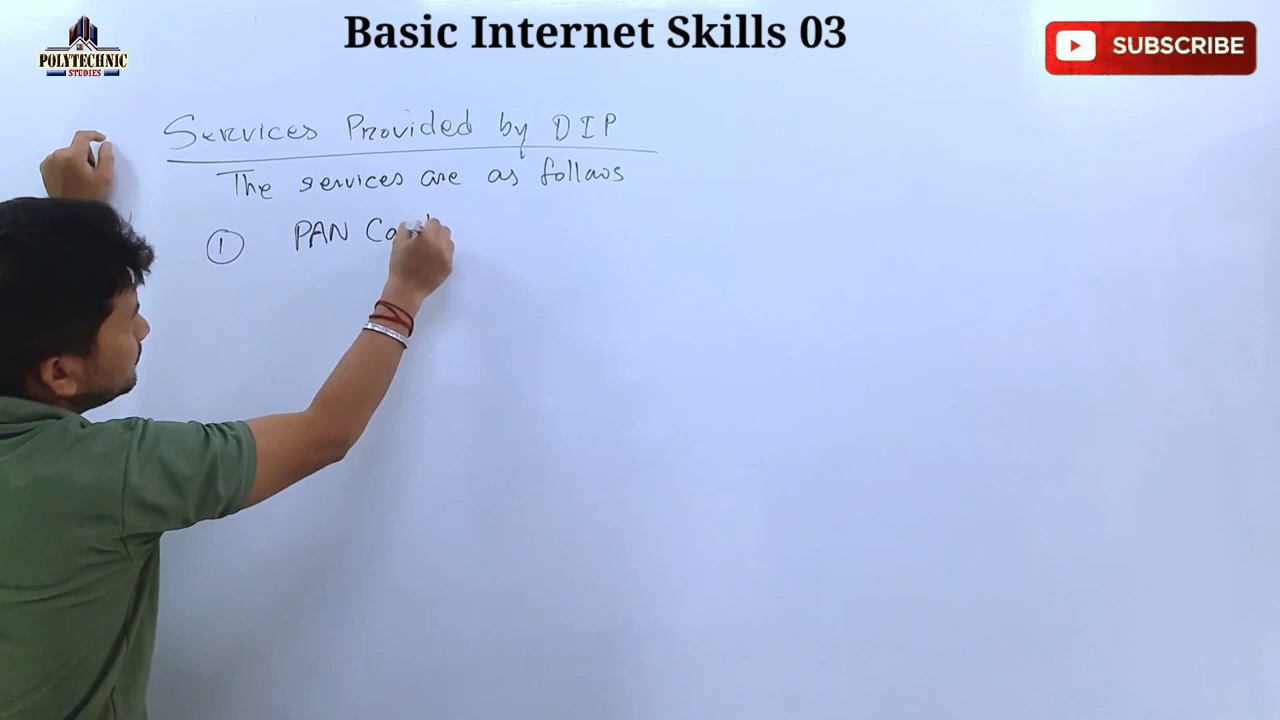 Basic Internet Skills 03
POLYTECHNIC
STUDIES
SUBSCRIBE
Services Provided by DIP
The services are as follows
1 PAN